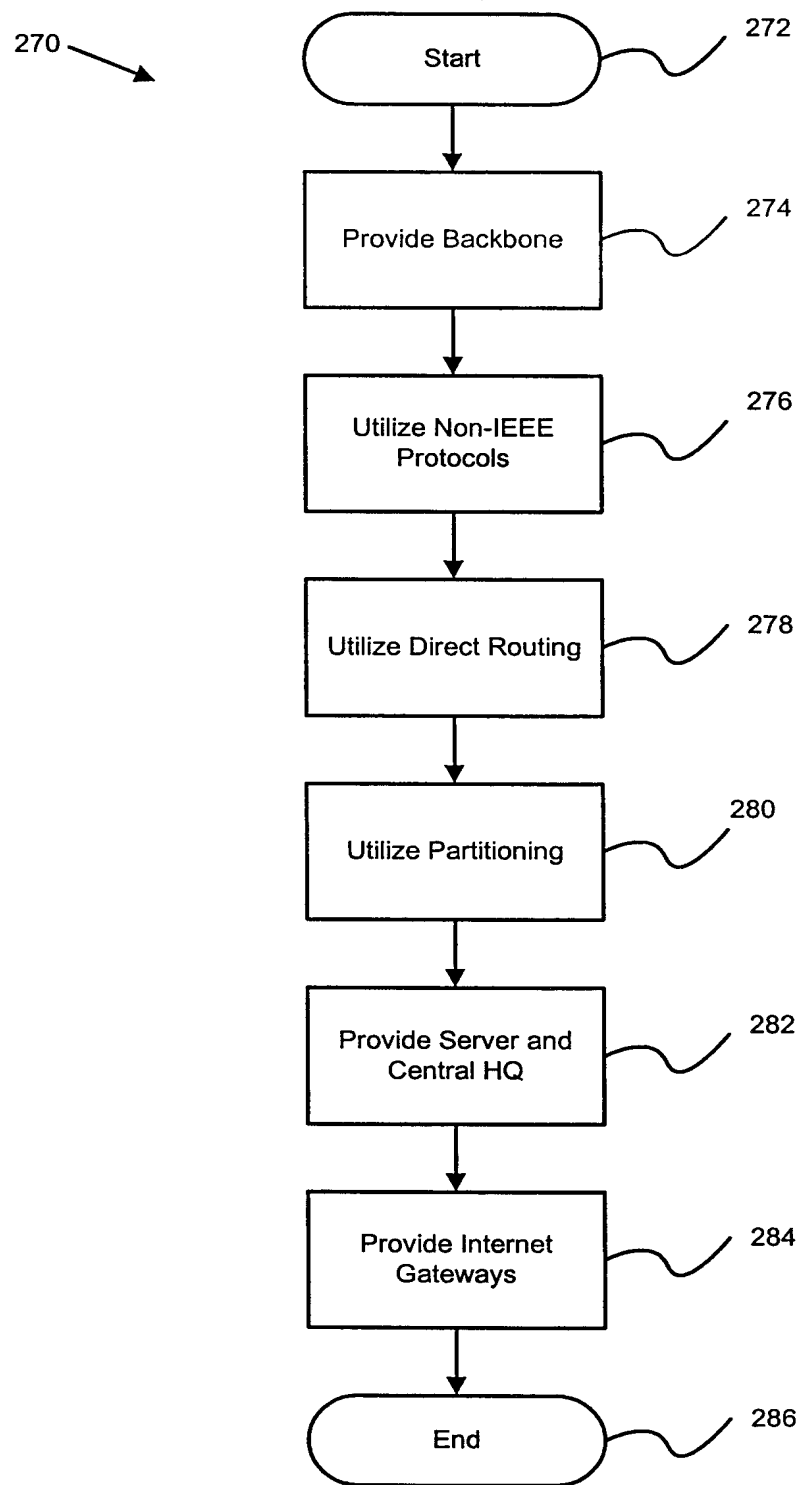 270
Start
272
Provide Backbone
274
Utilize Non-IEEE
Protocols
276
Utilize Direct Routing
278
Utilize Partitioning
280
Provide Server and
Central HQ
282
Provide Internet
Gateways
284
End
286